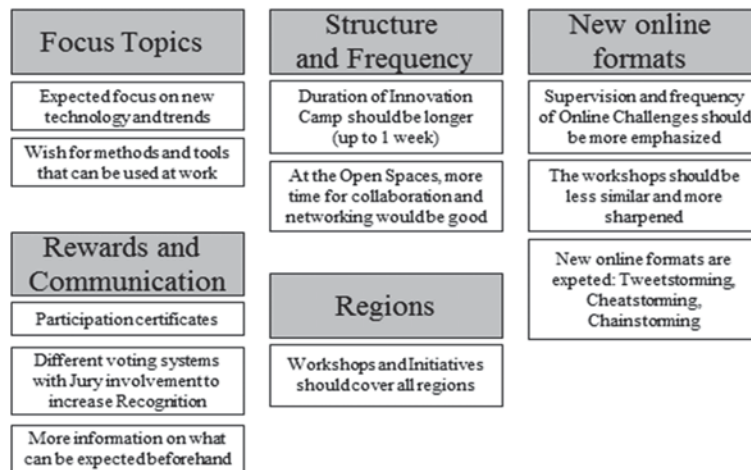 Focus Topics
Expected focus on new
technology and trends
Wish for methods and tools
that can be used at work
Rewards and
Communication
Participation certificates
Different voting systems
with Jury involvement to
increase Recognition
More information on what
can be expected beforehand
Structure
and Frequency
Duration of Innovation
Camp should be longer
(up to 1 week)
At the Open Spaces, more
time for collaboration and
networking would be good
Regions
Workshops and Initiatives
should cover all regions
New online
formats
Supervision and frequency
of Online Challenges should
be more emphasized
The workshops should be
less similar and more
sharpened
New online formats are
expeted: Tweetstorming,
Cheatstorming,
Chainstorming